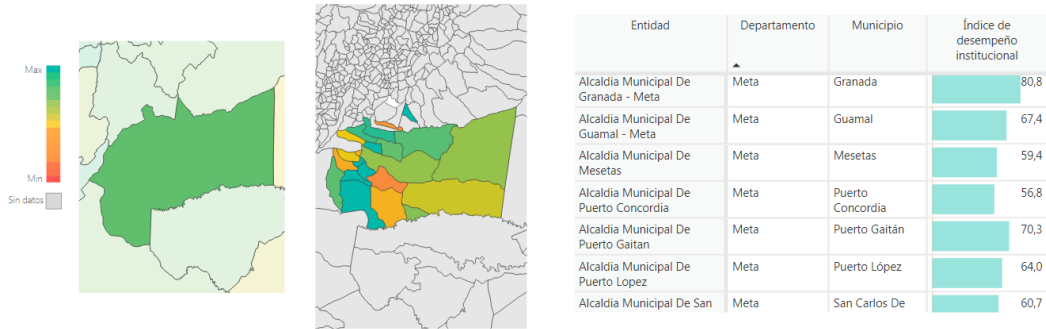 Max
Min
Sin datos
Entidad Departamento Municipio Índice de
desempeño
institucional
Alcaldia Municipal De Meta Granada 80,8
Granada - Meta
Alcaldia Municipal De Meta Guamal 67,4
Guamal - Meta
Alcaldia Municipal De Meta Mesetas 59,4
Mesetas
Alcaldia Municipal De Meta Puerto 56,8
Puerto Concordia Concordia
Alcaldia Municipal De Meta Puerto Gaitán 70,3
Puerto Gaitan
Alcaldia Municipal De Meta Puerto López 64,0
Puerto Lopez
Alcaldia Municipal De San Meta San Carlos De 60,7